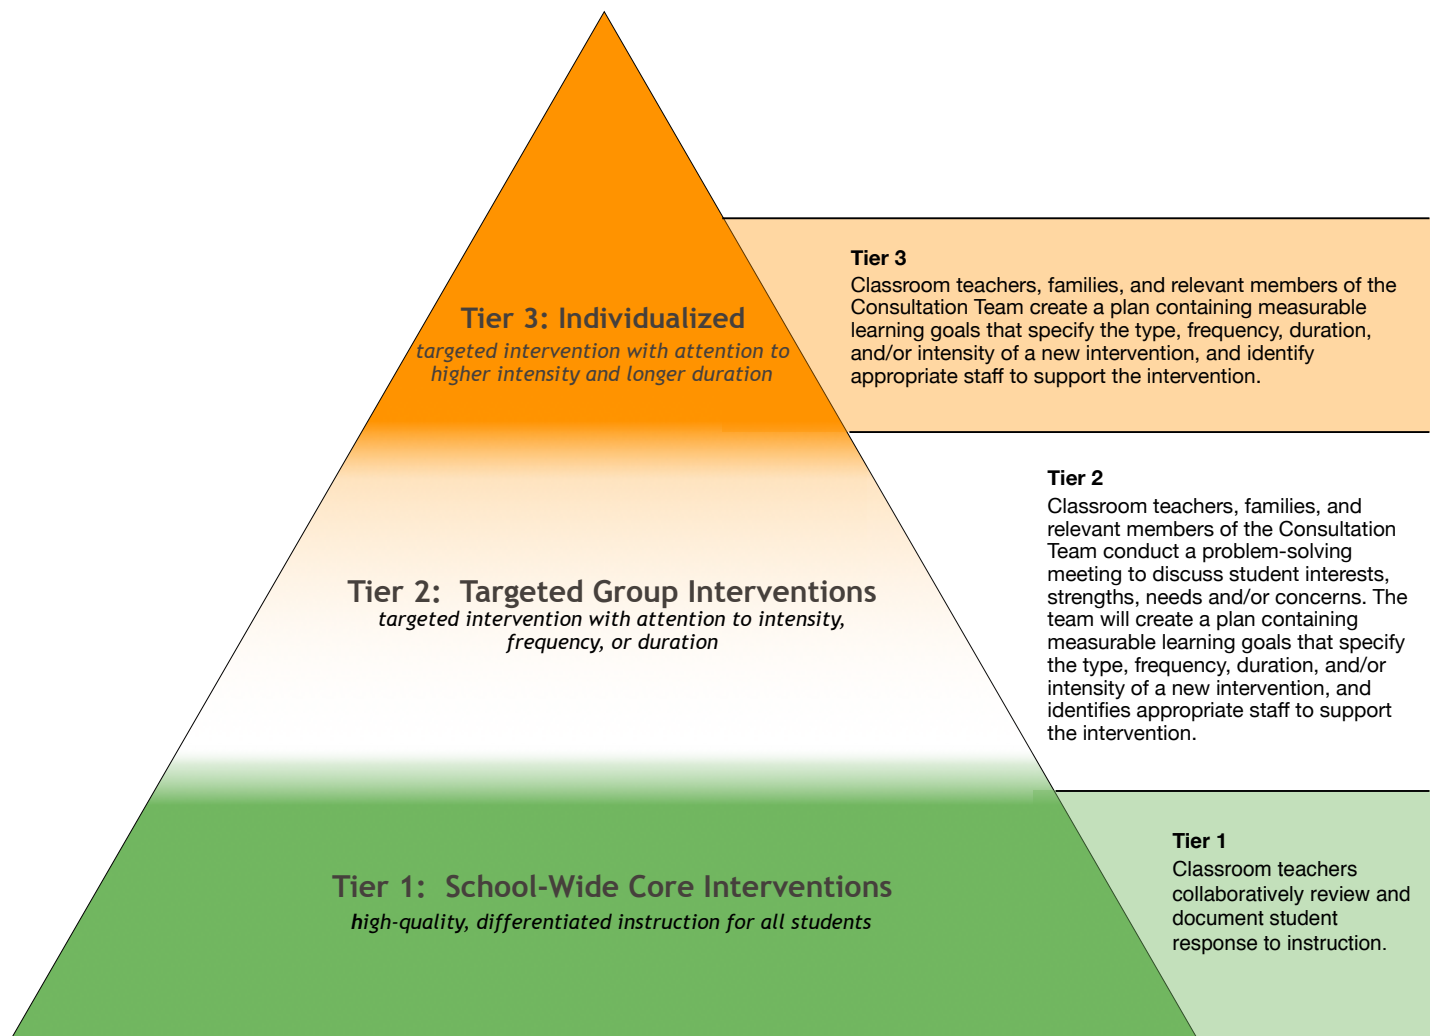 Tier 3: Individualized
targeted intervention with attention to
higher intensity and longer duration
Tier 3
Classroom teachers, families, and relevant members of the
Consultation Team create a plan containing measurable
learning goals that specify the type, frequency, duration,
and/or intensity of a new intervention, and identify
appropriate staff to support the intervention.
Tier 2:  Targeted Group Interventions
targeted intervention with attention to intensity,
frequency, or duration
Tier 2
Classroom teachers, families, and
relevant members of the Consultation
Team conduct a problem-solving
meeting to discuss student interests,
strengths, needs and/or concerns. The
team will create a plan containing
measurable learning goals that specify
the type, frequency, duration, and/or
intensity of a new intervention, and
identifies appropriate staff to support
the intervention.
Tier 1:  School-Wide Core Interventions
high-quality, differentiated instruction for all students
Tier 1
Classroom teachers
collaboratively review and
document student
response to instruction.